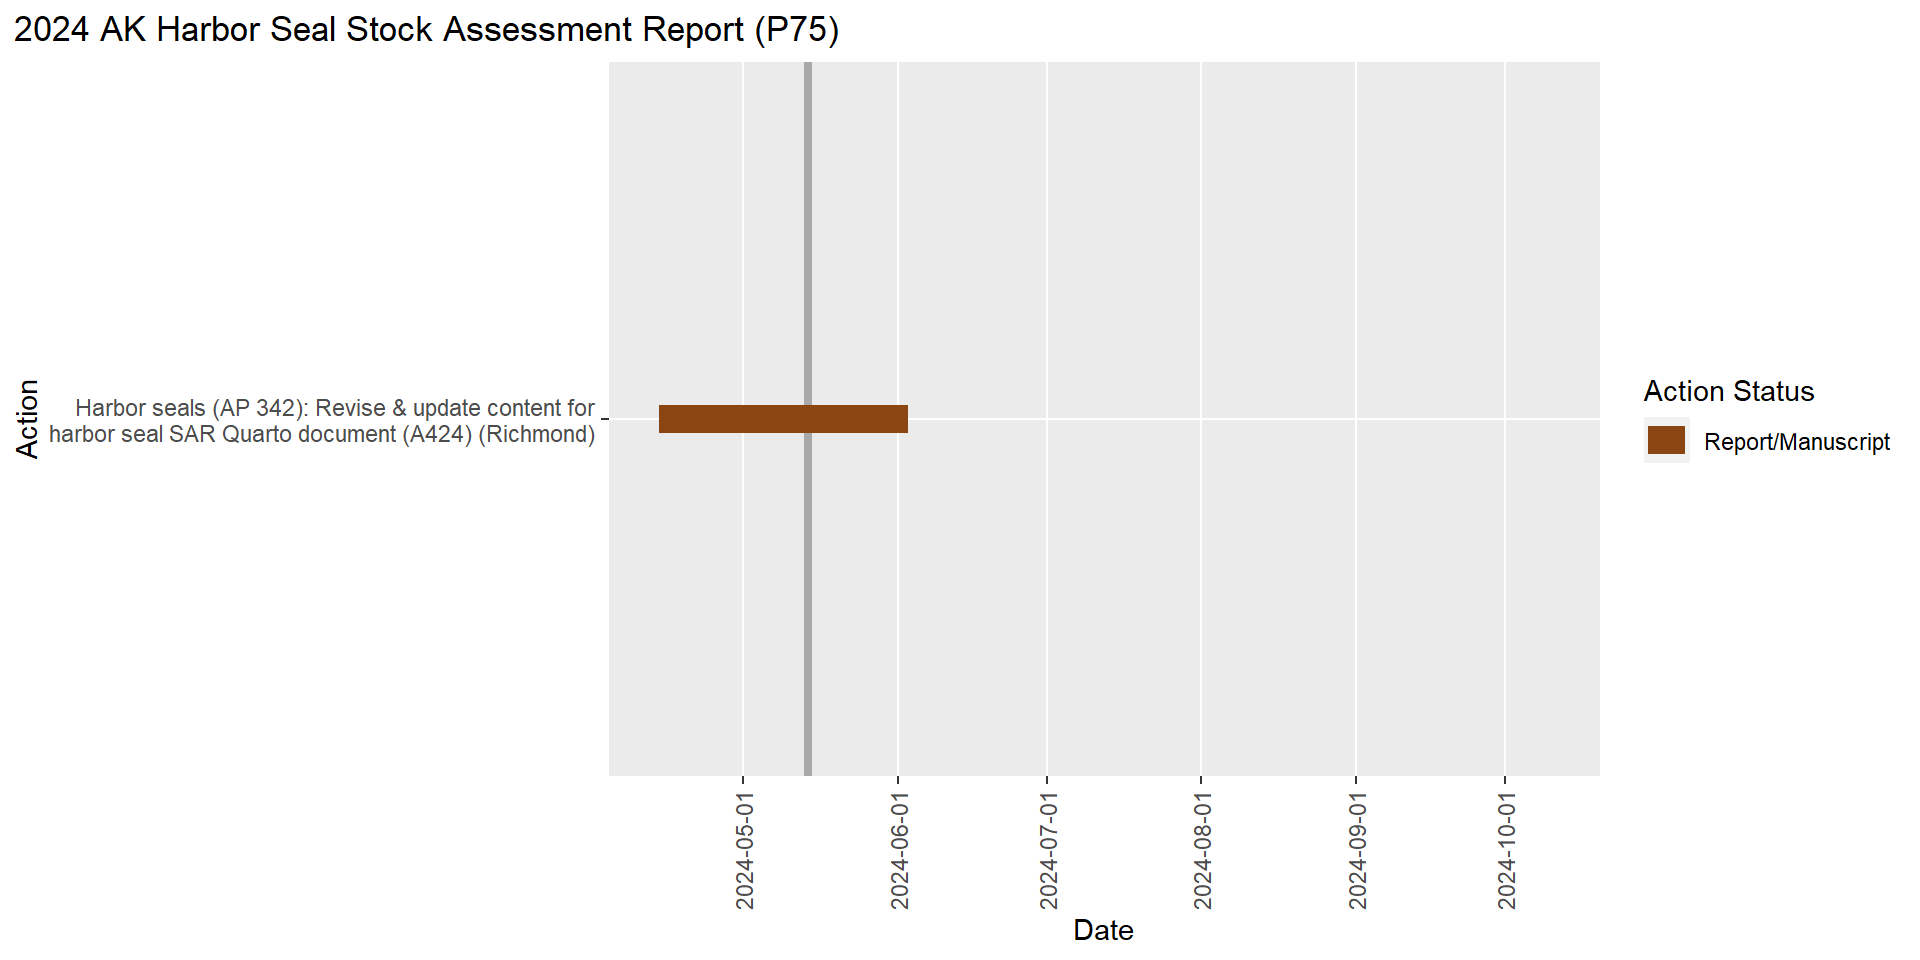 2024 AK Harbor Seal Stock Assessment Report (P75)
Action
Harbor seals (AP 342): Revise & update content for
harbor seal SAR Quarto document (A424) (Richmond)
2024-05-01
2024-06-01
2024-07-01
2024-08-01
2024-09-01
2024-10-01
Date
Action Status
Report/Manuscript